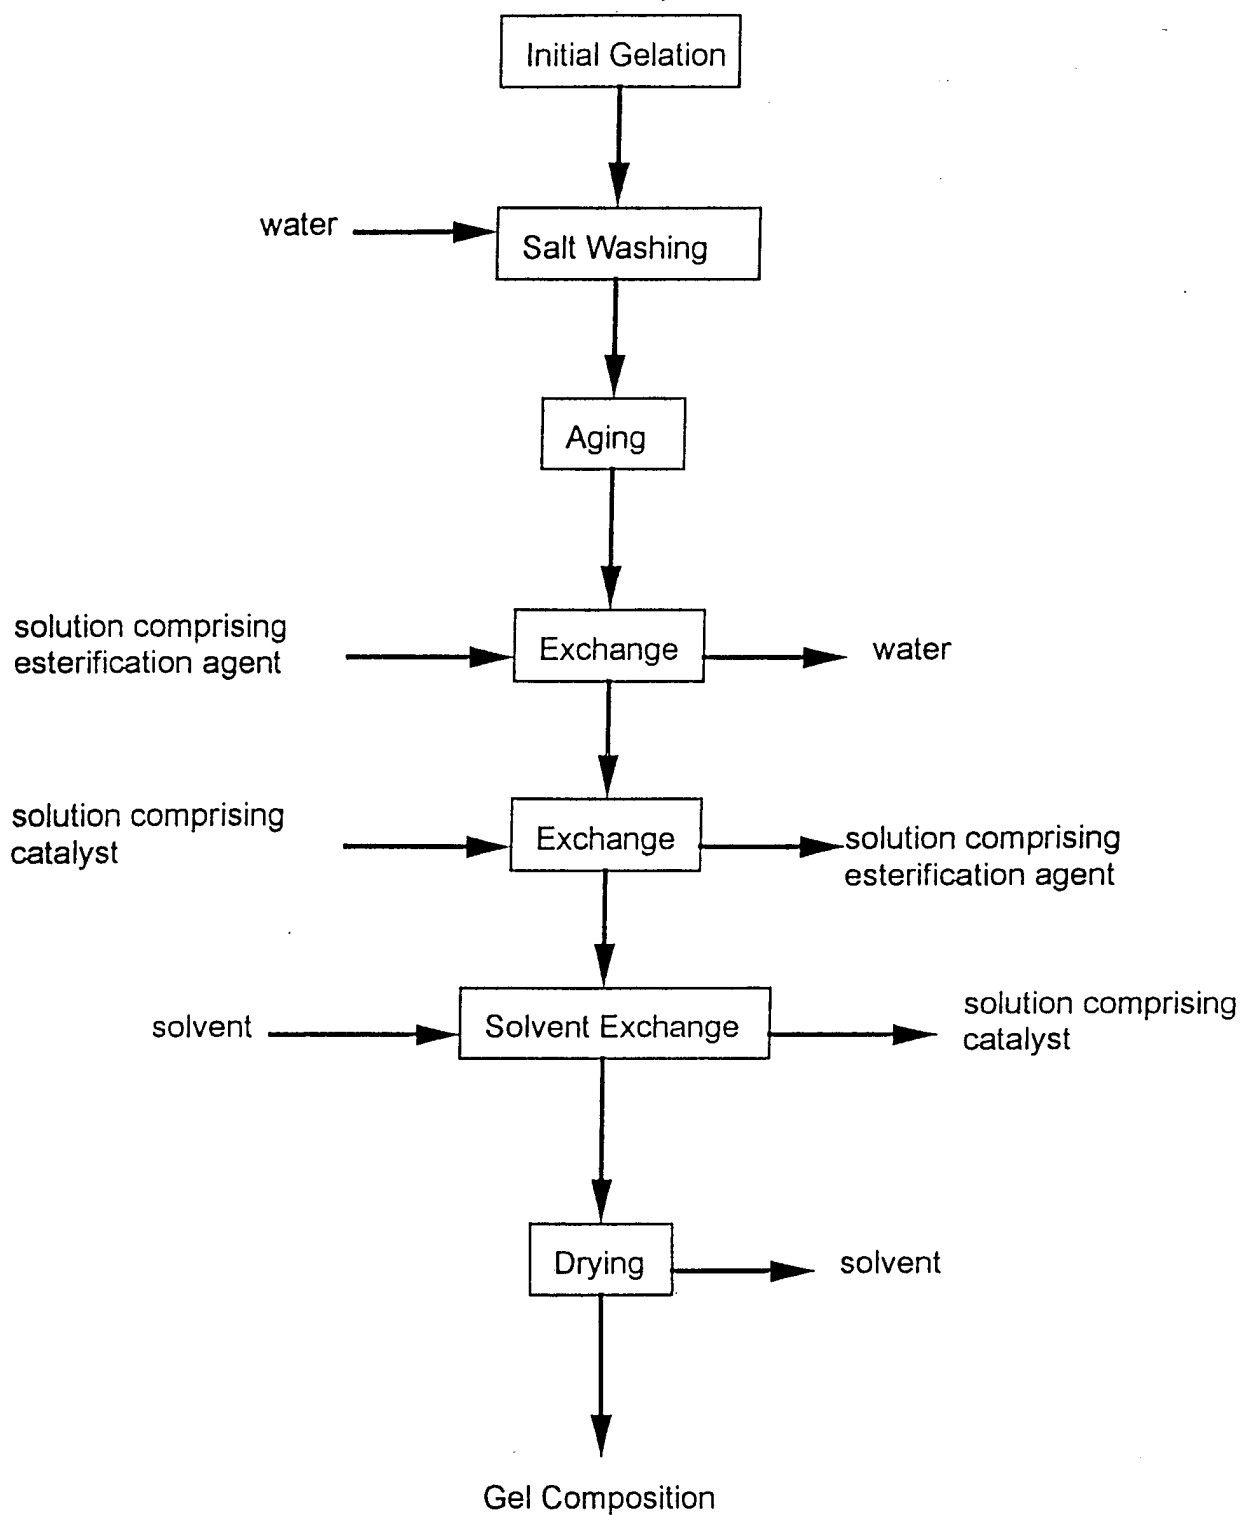 Initial Gelation
water
Salt Washing
Aging
solution comprising
esterification agent
Exchange
water
solution comprising
catalyst
Exchange
solution comprising
esterification agent
solvent
Solvent Exchange
solution comprising
catalyst
Drying
solvent
Gel Composition